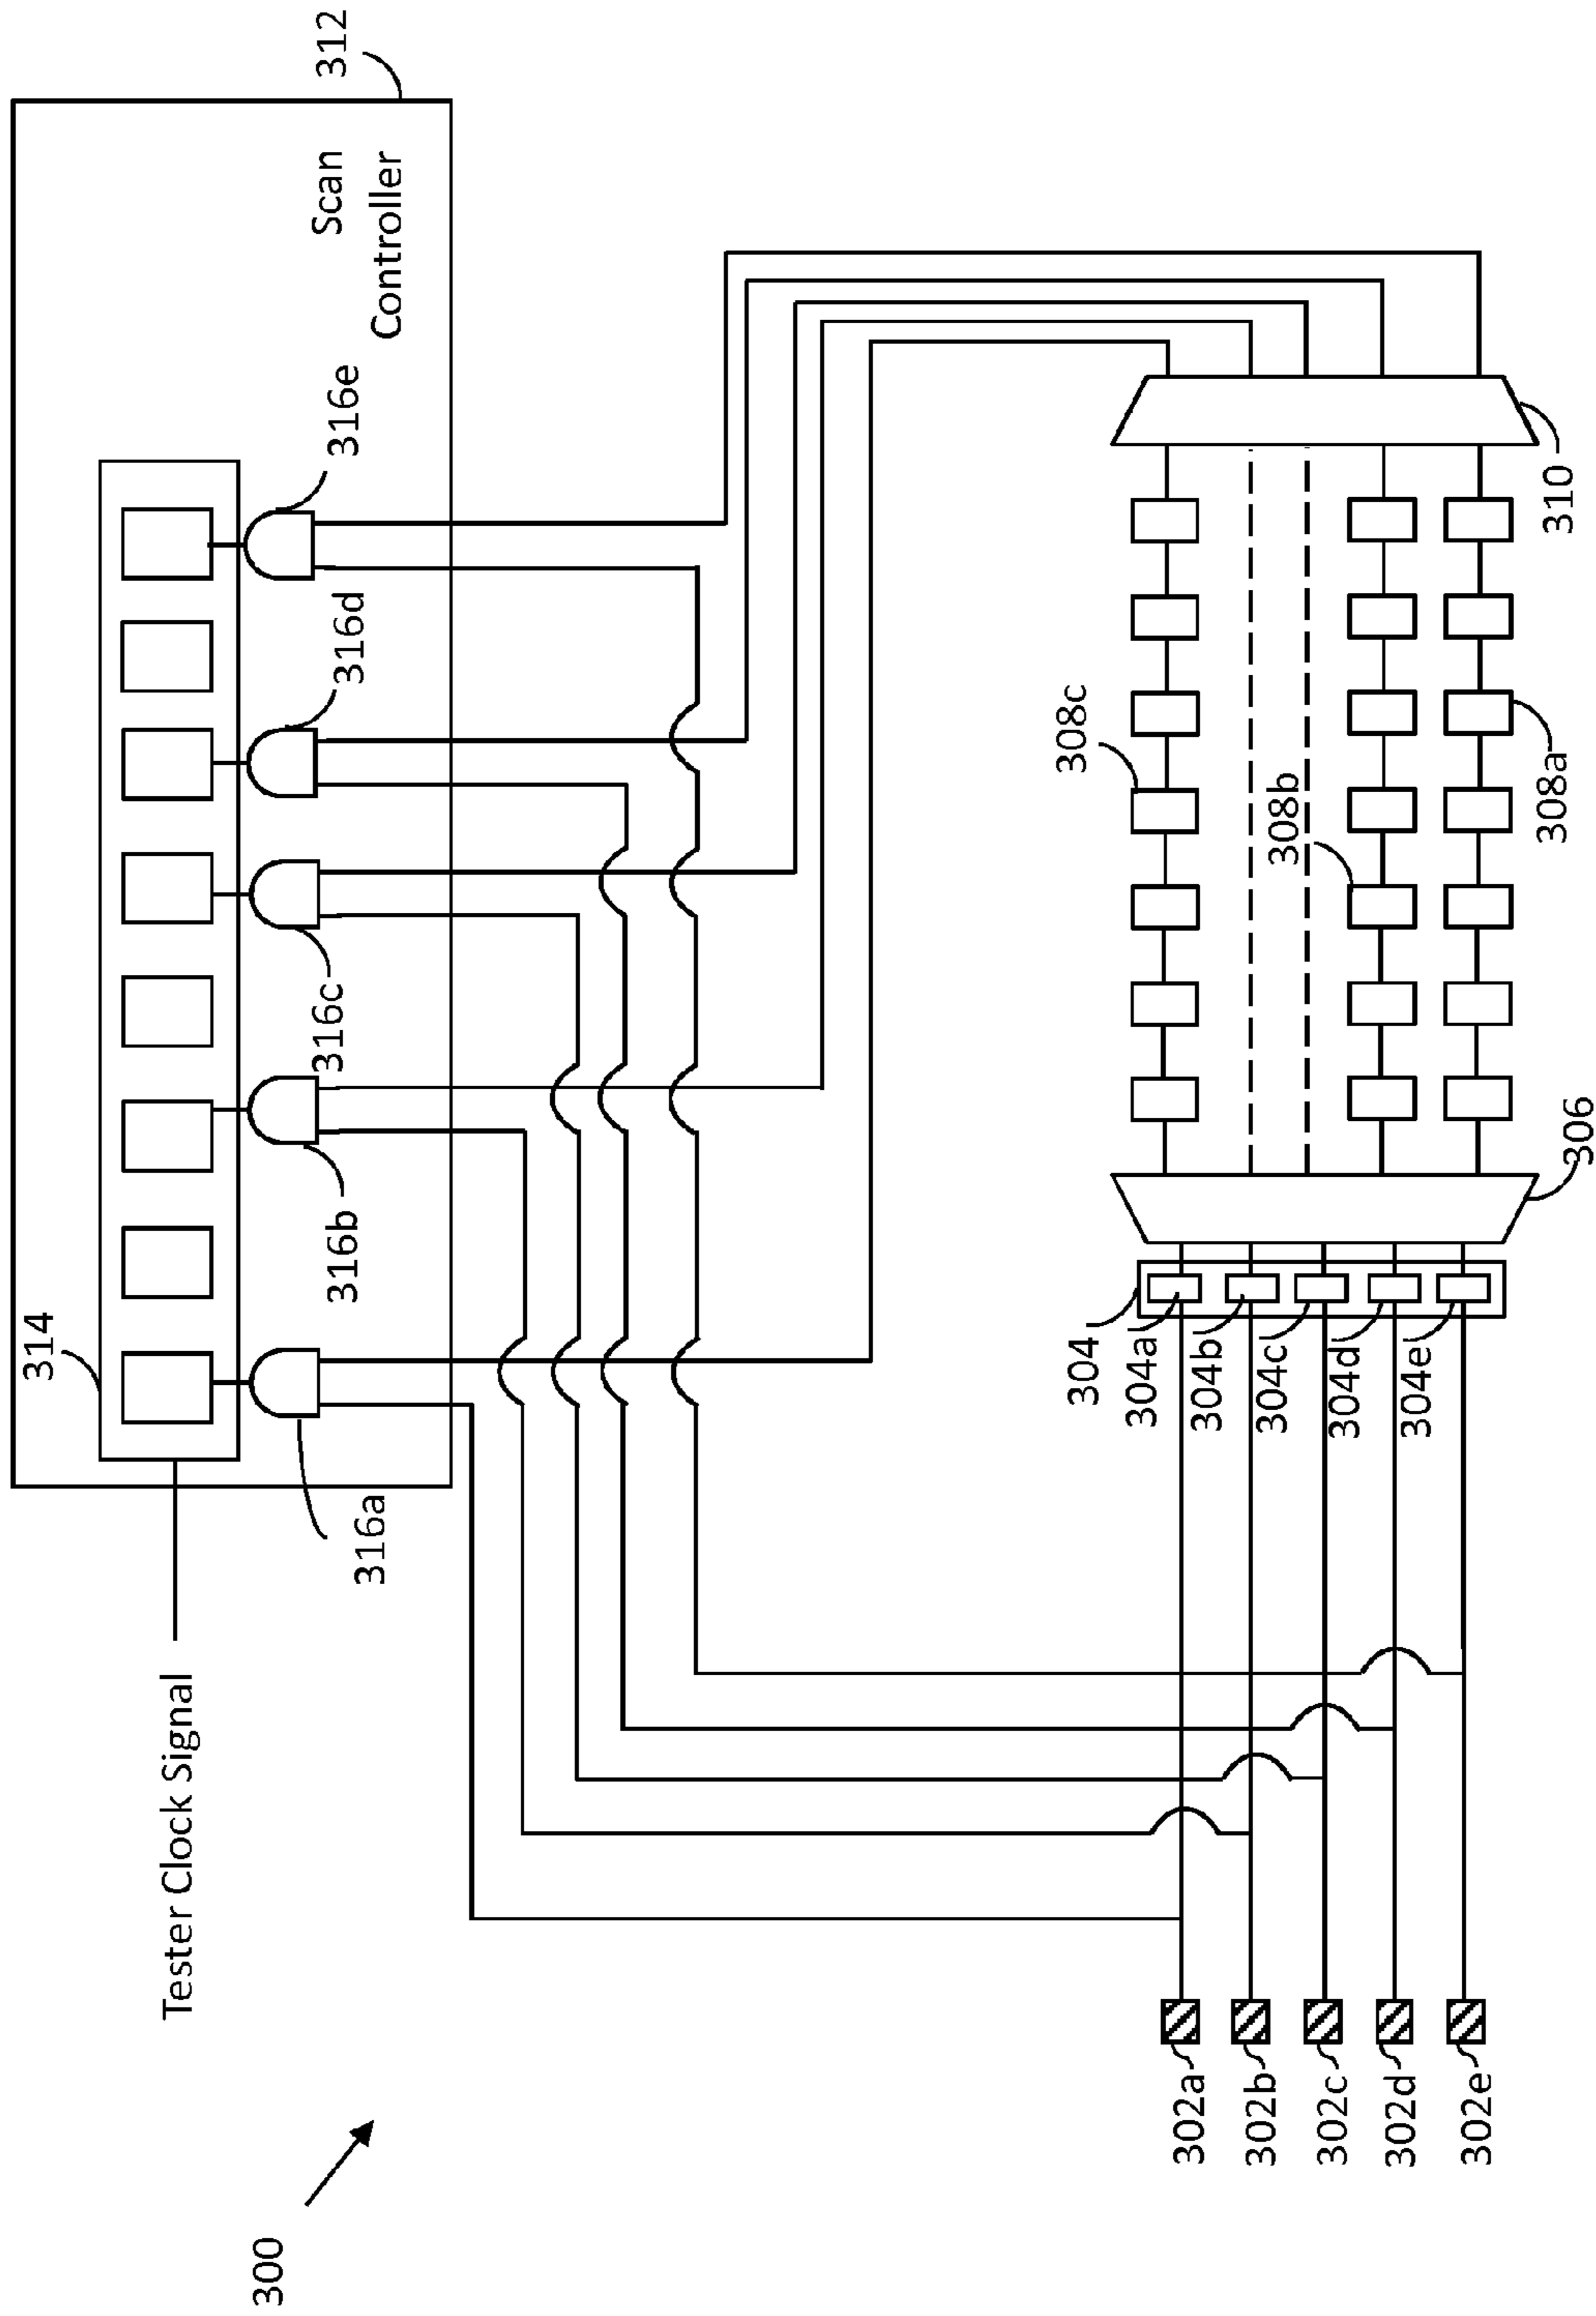 300
Tester Clock Signal
314
312
Scan
Controller
316a
316b
316c
316d
316e
302a
302b
302c
302d
302e
304
304a
304b
304c
304d
304e
306
308c
308b
308a
310